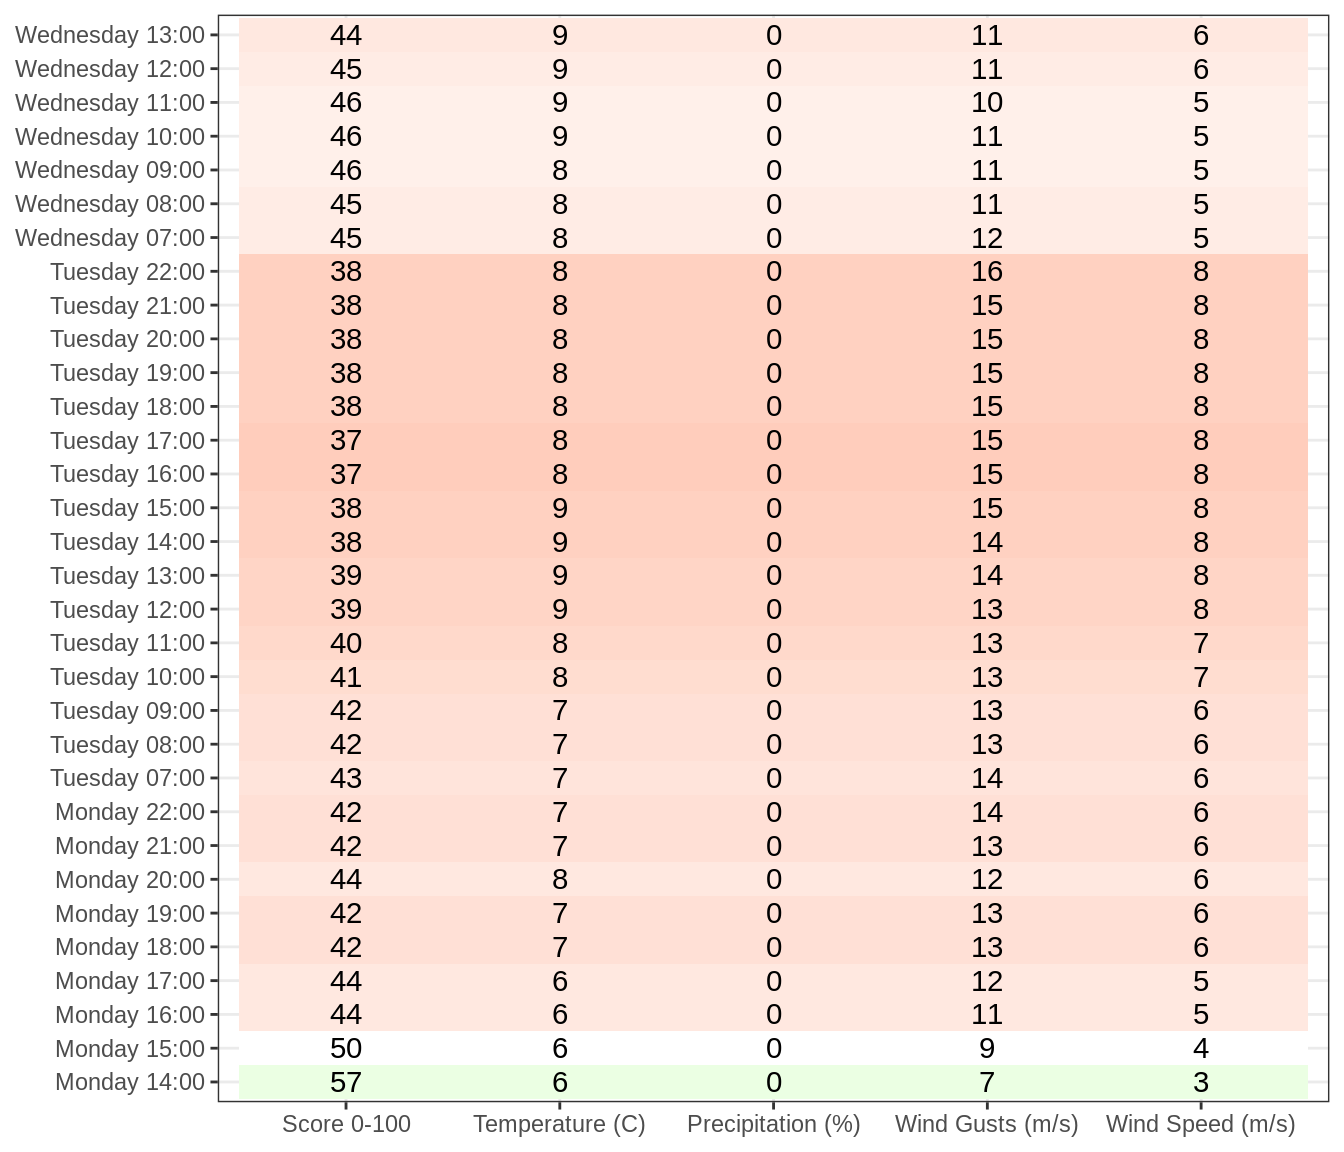 Wednesday 13:00 44 9 0 11 6
Wednesday 12:00 45 9 0 11 6
Wednesday 11:00 46 9 0 10 5
Wednesday 10:00 46 9 0 11 5
Wednesday 09:00 46 8 0 11 5
Wednesday 08:00 45 8 0 11 5
Wednesday 07:00 45 8 0 12 5
Tuesday 22:00 38 8 0 16 8
Tuesday 21:00 38 8 0 15 8
Tuesday 20:00 38 8 0 15 8
Tuesday 19:00 38 8 0 15 8
Tuesday 18:00 38 8 0 15 8
Tuesday 17:00 37 8 0 15 8
Tuesday 16:00 37 8 0 15 8
Tuesday 15:00 38 9 0 15 8
Tuesday 14:00 38 9 0 14 8
Tuesday 13:00 39 9 0 14 8
Tuesday 12:00 39 9 0 13 8
Tuesday 11:00 40 8 0 13 7
Tuesday 10:00 41 8 0 13 7
Tuesday 09:00 42 7 0 13 6
Tuesday 08:00 42 7 0 13 6
Tuesday 07:00 43 7 0 14 6
Monday 22:00 42 7 0 14 6
Monday 21:00 42 7 0 13 6
Monday 20:00 44 8 0 12 6
Monday 19:00 42 7 0 13 6
Monday 18:00 42 7 0 13 6
Monday 17:00 44 6 0 12 5
Monday 16:00 44 6 0 11 5
Monday 15:00 50 6 0 9 4
Monday 14:00 57 6 0 7 3
Score 0-100 Temperature (C) Precipitation (%) Wind Gusts (m/s) Wind Speed (m/s)